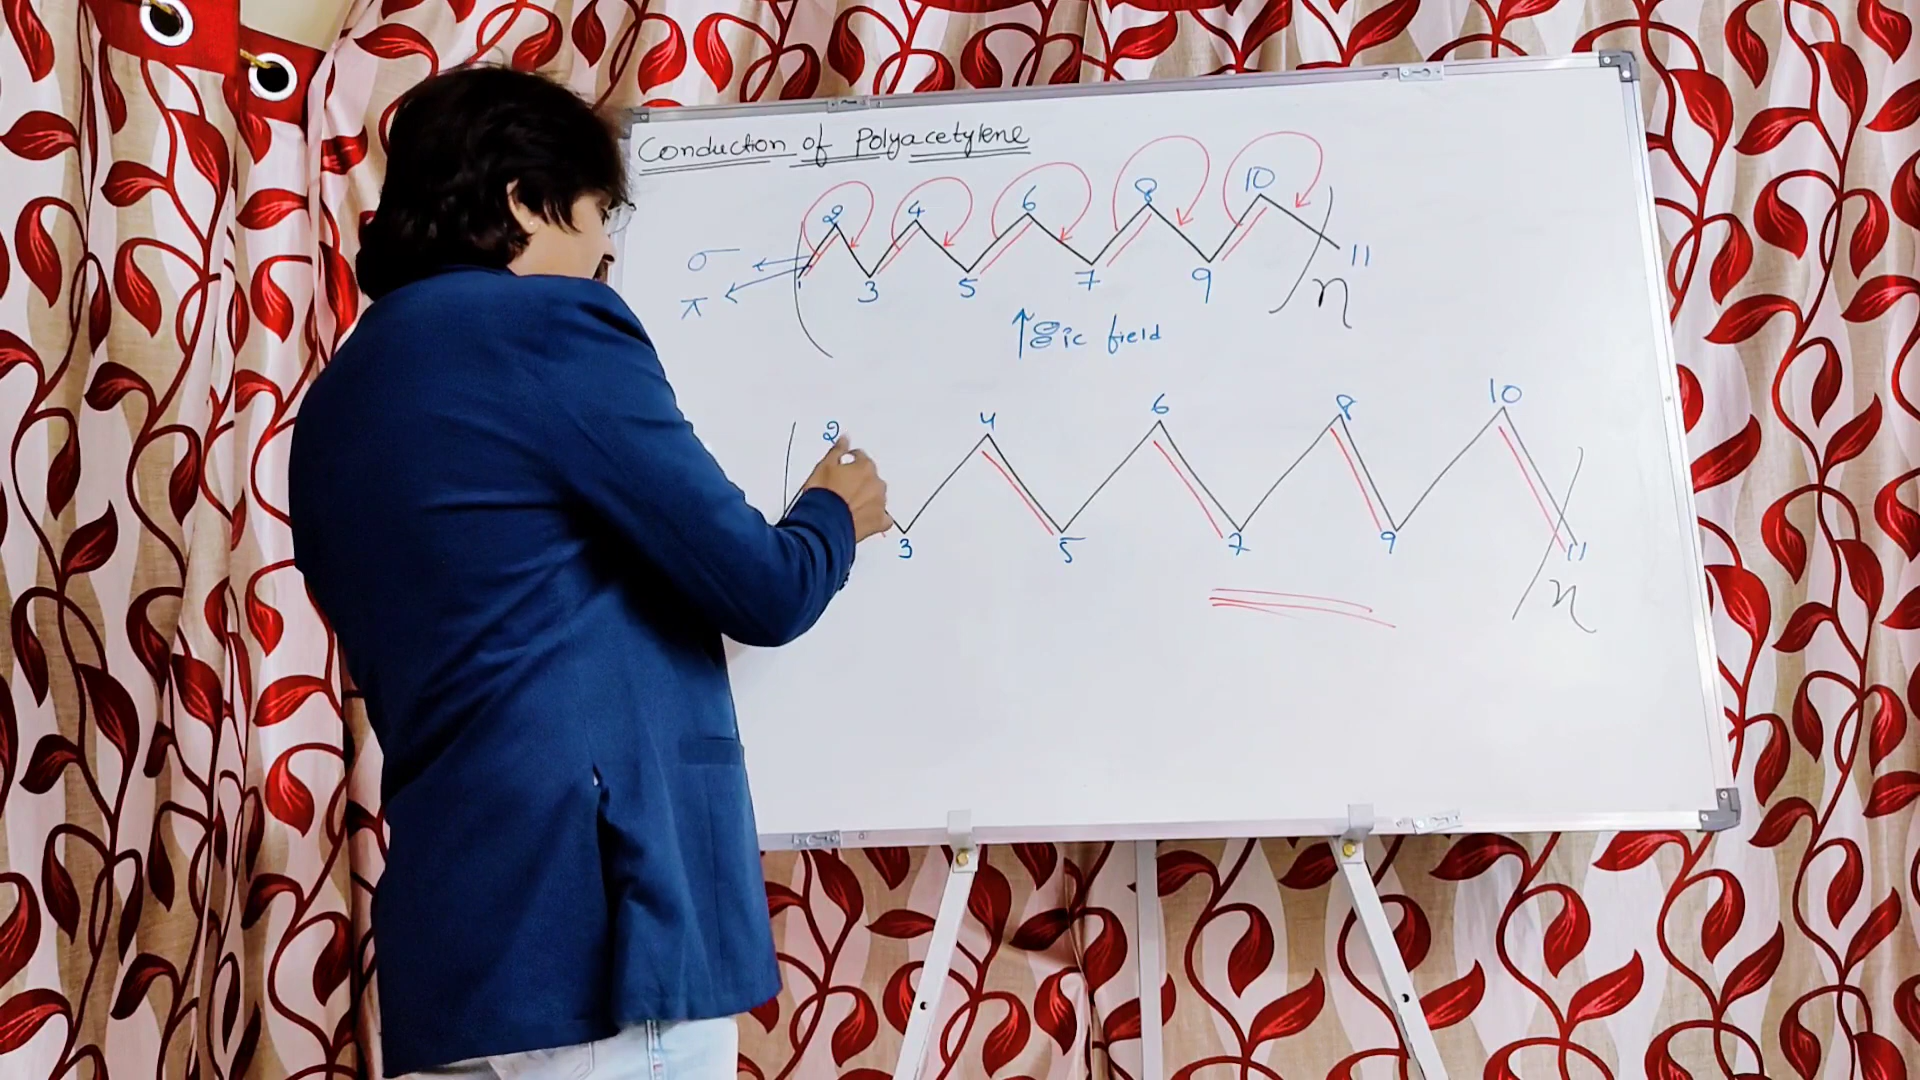 Conduction of Polyacetylene
2 4 6 8 10
σ
π
1 3 5 7 9 11
n
↑ ⊖ic field
2 4 6 8 10
3 5 7 9 11
n